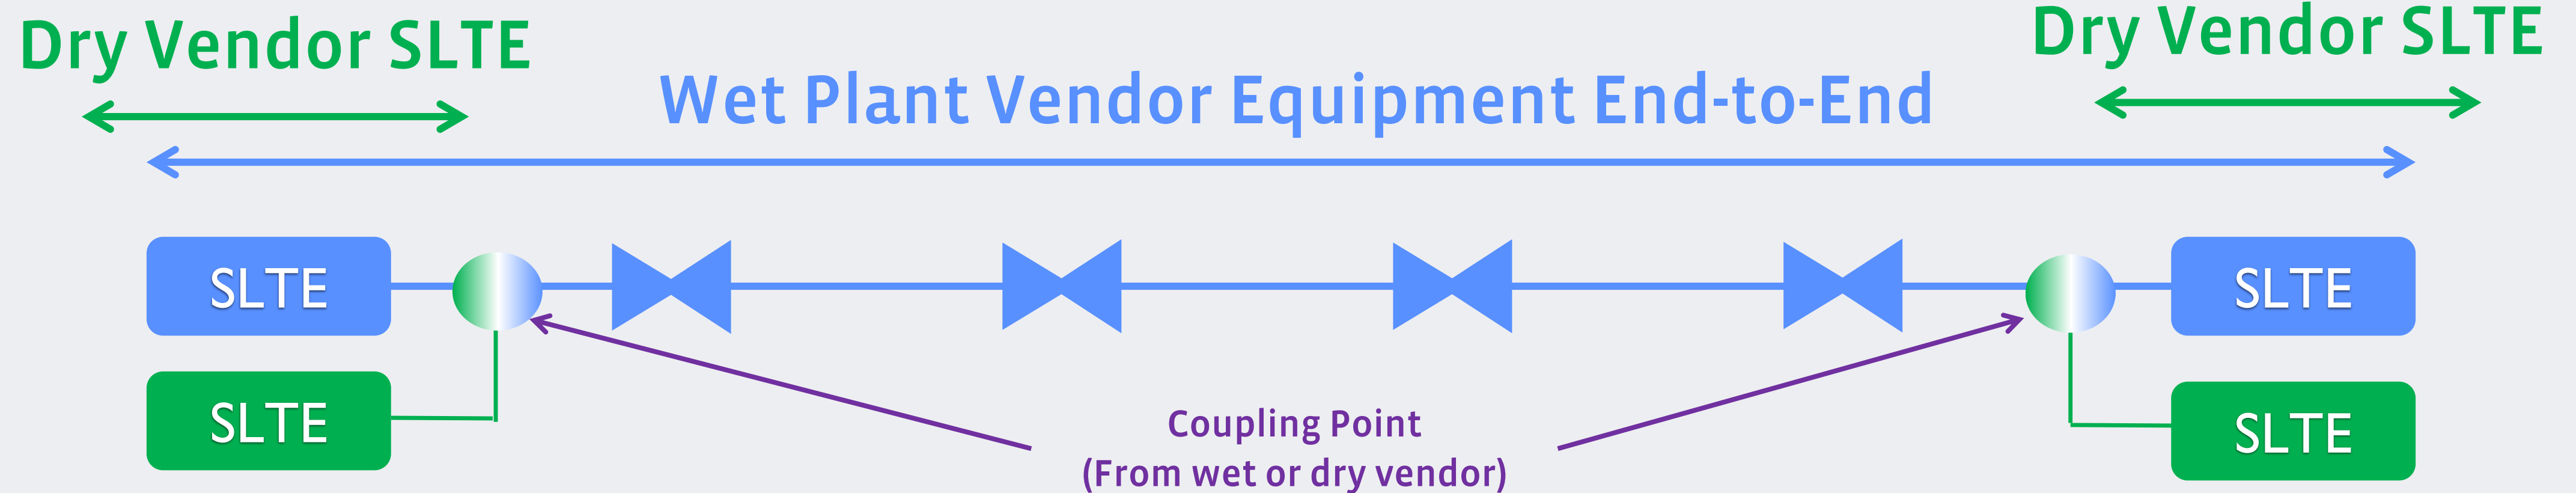 Dry Vendor SLTE
Dry Vendor SLTE
Wet Plant Vendor Equipment End-to-End
SLTE
SLTE
SLTE
SLTE
Coupling Point
(From wet or dry vendor)